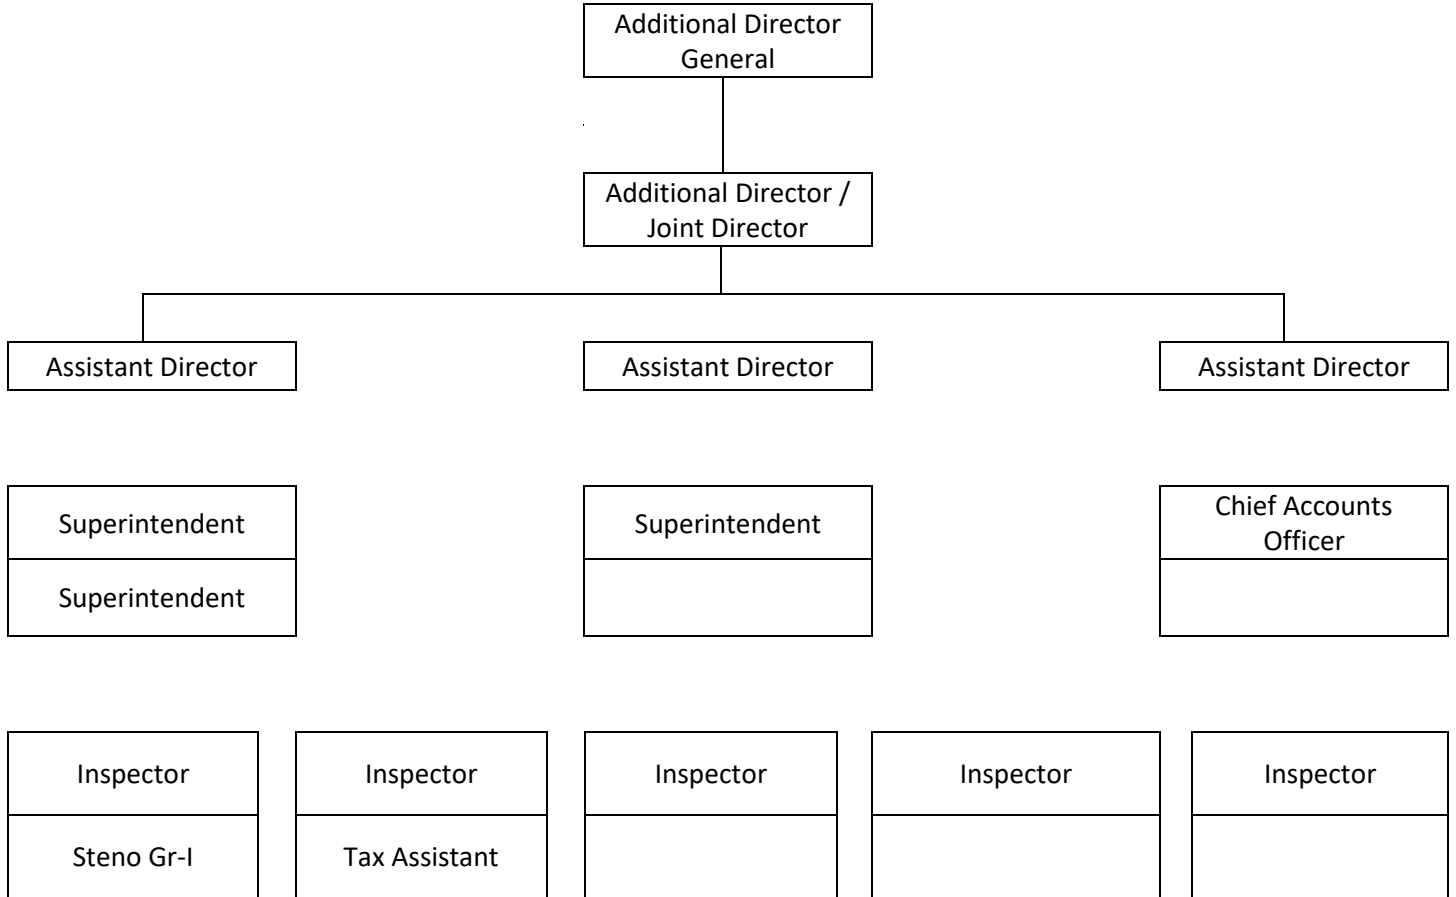 Additional Director
General
Additional Director /
Joint Director
Assistant Director
Assistant Director
Assistant Director
Superintendent
Superintendent
Chief Accounts
Officer
Superintendent
Inspector
Inspector
Inspector
Inspector
Inspector
Steno Gr-I
Tax Assistant